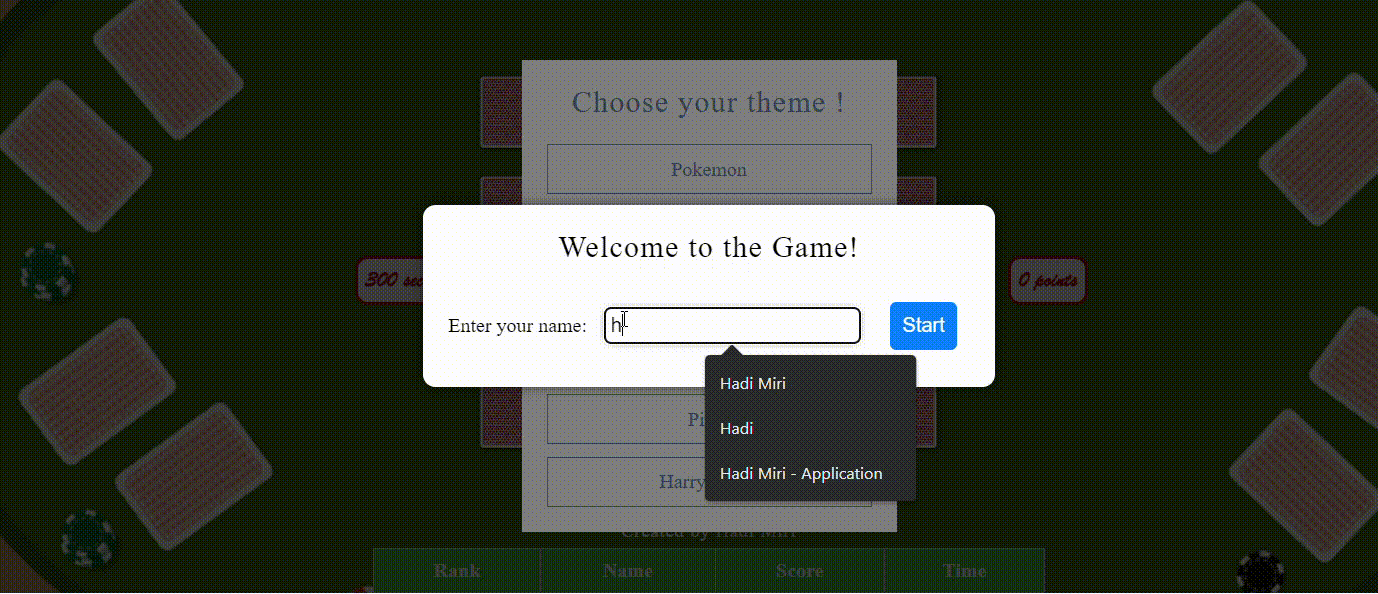 Choose your theme !
Pokemon
Welcome to the Game!
300 sec
0 points
Enter your name:
h
Start
Hadi Miri
Hadi
Hadi Miri - Application
Pi
Harry
Created by Hadi Miri
Rank Name Score Time